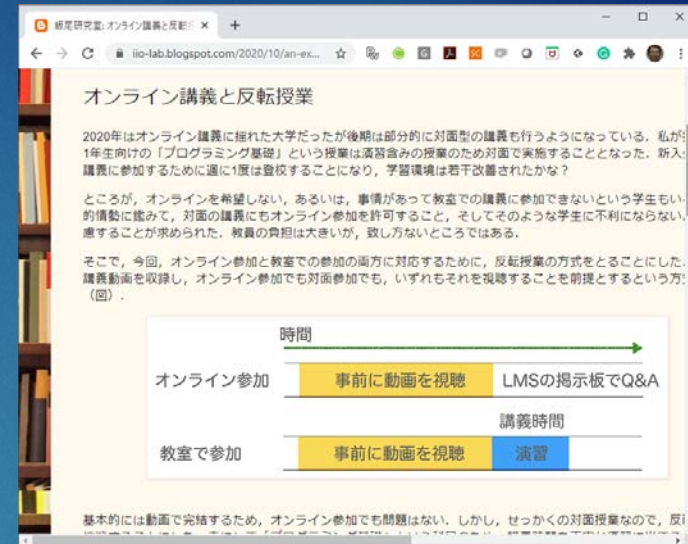 飯尾研究室: オンライン講義と反転
iio-lab.blogspot.com/2020/10/an-ex...
オンライン講義と反転授業
2020年はオンライン講義に揺れた大学だったが後期は部分的に対面型の講義も行うようになっている．私が
1年生向けの「プログラミング基礎」という授業は演習含みの授業のため対面で実施することとなった．新入
講義に参加するために週に1度は登校することになり，学習環境は若干改善されたかな？
ところが，オンラインを希望しない，あるいは，事情があって教室での講義に参加できないという学生もい
的情勢に鑑みて，対面の講義にもオンライン参加を許可すること，そしてそのような学生に不利にならない
慮することが求められた．教員の負担は大きいが，致し方ないところではある．
そこで，今回，オンライン参加と教室での参加の両方に対応するために，反転授業の方式をとることにした．
講義動画を収録し，オンライン参加でも対面参加でも，いずれもそれを視聴することを前提とするという方
（図）．
時間
オンライン参加 事前に動画を視聴 LMSの掲示板でQ&A
講義時間
教室で参加 事前に動画を視聴 演習
基本的には動画で完結するため，オンライン参加でも問題はない．しかし，せっかくの対面授業なので，反